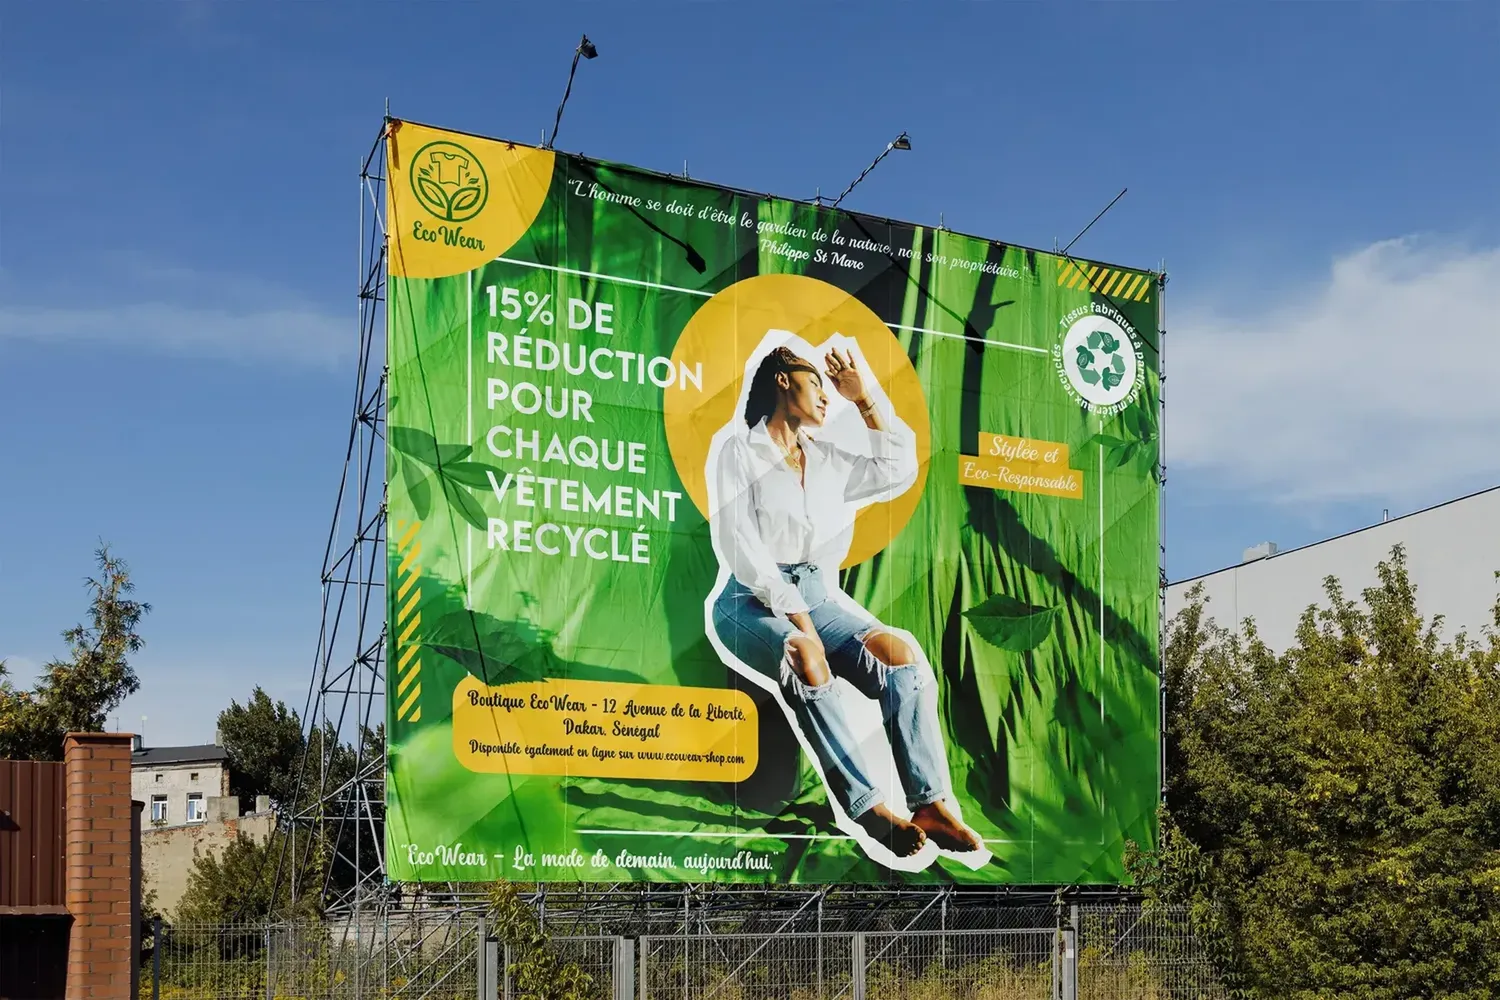 EcoWear
"L'homme se doit d'être le gardien de la nature, non son propriétaire."
Philippe St Marc
15% DE
RÉDUCTION
POUR
CHAQUE
VÊTEMENT
RECYCLÉ
Tissus fabriqués à partir de matériaux recyclés
Stylée et
Eco-Responsable
Boutique EcoWear - 12 Avenue de la Liberté,
Dakar, Sénégal
Disponible également en ligne sur www.ecowear-shop.com
"EcoWear – La mode de demain, aujourd'hui."